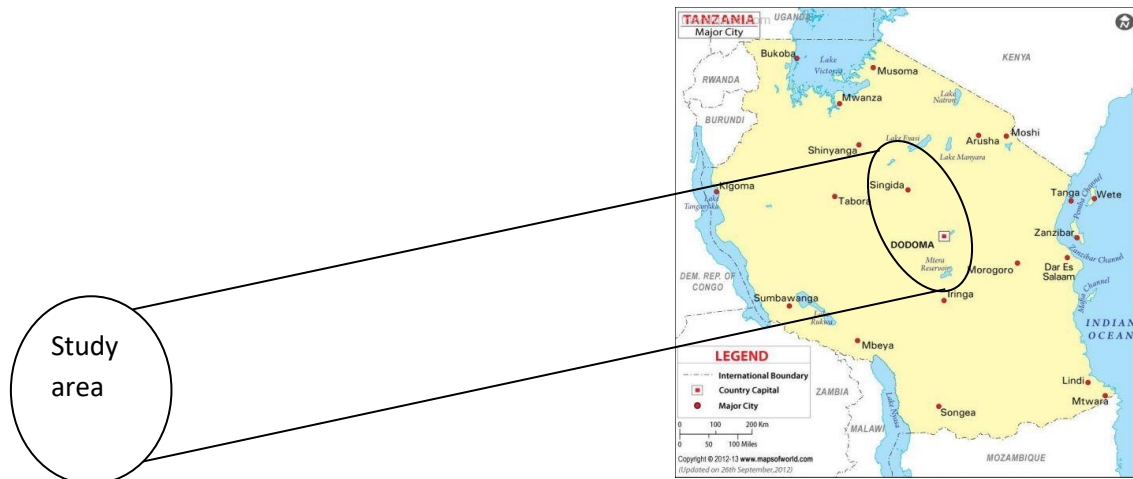 TANZANIA
Major City
UGANDA
KENYA
RWANDA
BURUNDI
Bukoba
Lake
Victoria
Musoma
Mwanza
Lake
Natron
Arusha
Moshi
Shinyanga
Lake Eyasi
Lake Manyara
Kigoma
Lake
Tanganyika
Tabora
Singida
Tanga
Wete
Pemba Channel
Zanzibar
Zanzibar Channel
DODOMA
Mtera
Reservoir
Morogoro
Dar Es
Salaam
Mafia Channel
DEM. REP. OF
CONGO
Iringa
Sumbawanga
Lake
Rukwa
INDIAN
OCEAN
Study
area
Mbeya
LEGEND
International Boundary
Country Capital
Major City
0 100 200 Km
0 50 100 Miles
ZAMBIA
Lake Nyasa
Lindi
Mtwara
Songea
MALAWI
MOZAMBIQUE
Copyright © 2012-13 www.mapsofworld.com
(Updated on 26th September,2012)